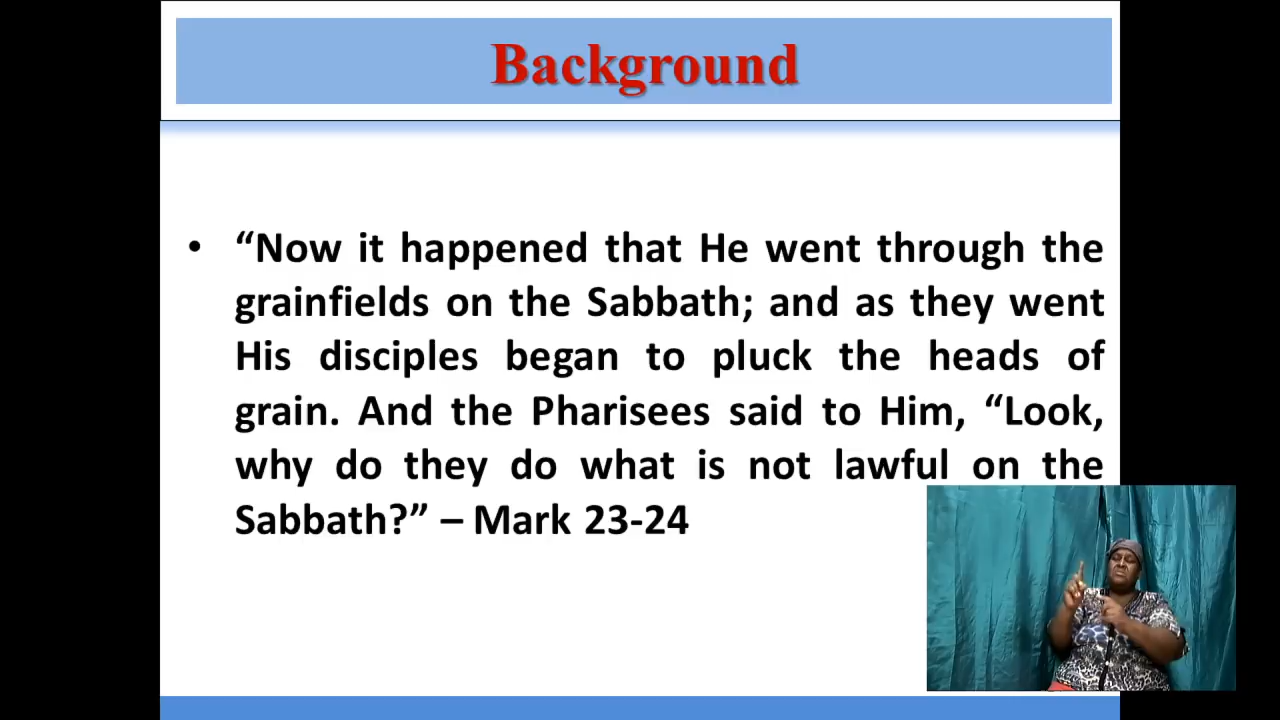 Background
• “Now it happened that He went through the
grainfields on the Sabbath; and as they went
His disciples began to pluck the heads of
grain. And the Pharisees said to Him, “Look,
why do they do what is not lawful on the
Sabbath?” – Mark 23-24